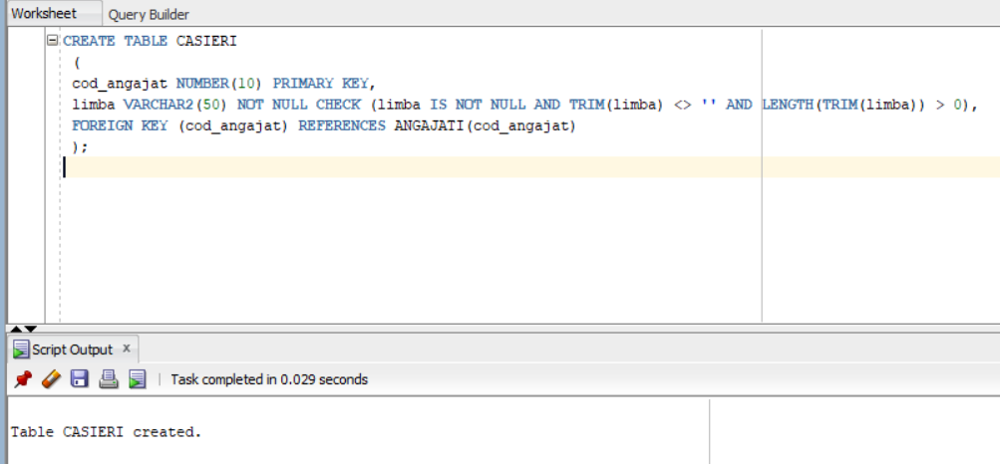 Worksheet Query Builder
CREATE TABLE CASIERI
(
cod_angajat NUMBER(10) PRIMARY KEY,
limba VARCHAR2(50) NOT NULL CHECK (limba IS NOT NULL AND TRIM(limba) <> '' AND LENGTH(TRIM(limba)) > 0),
FOREIGN KEY (cod_angajat) REFERENCES ANGAJATI(cod_angajat)
);
Script Output x
Task completed in 0.029 seconds
Table CASIERI created.